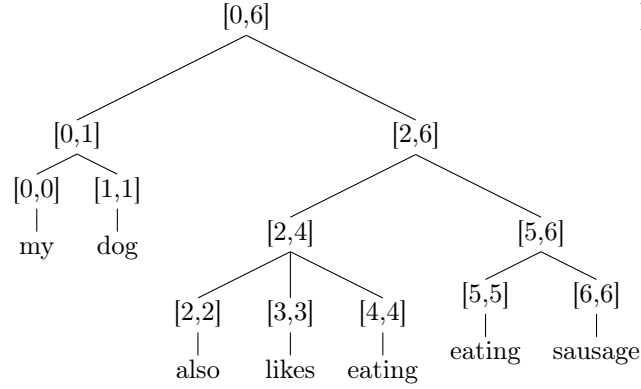 [0,6]
[0,1] [2,6]
[0,0] [1,1]
my dog
[2,4] [5,6]
[2,2] [3,3] [4,4] [5,5] [6,6]
also likes eating eating sausage